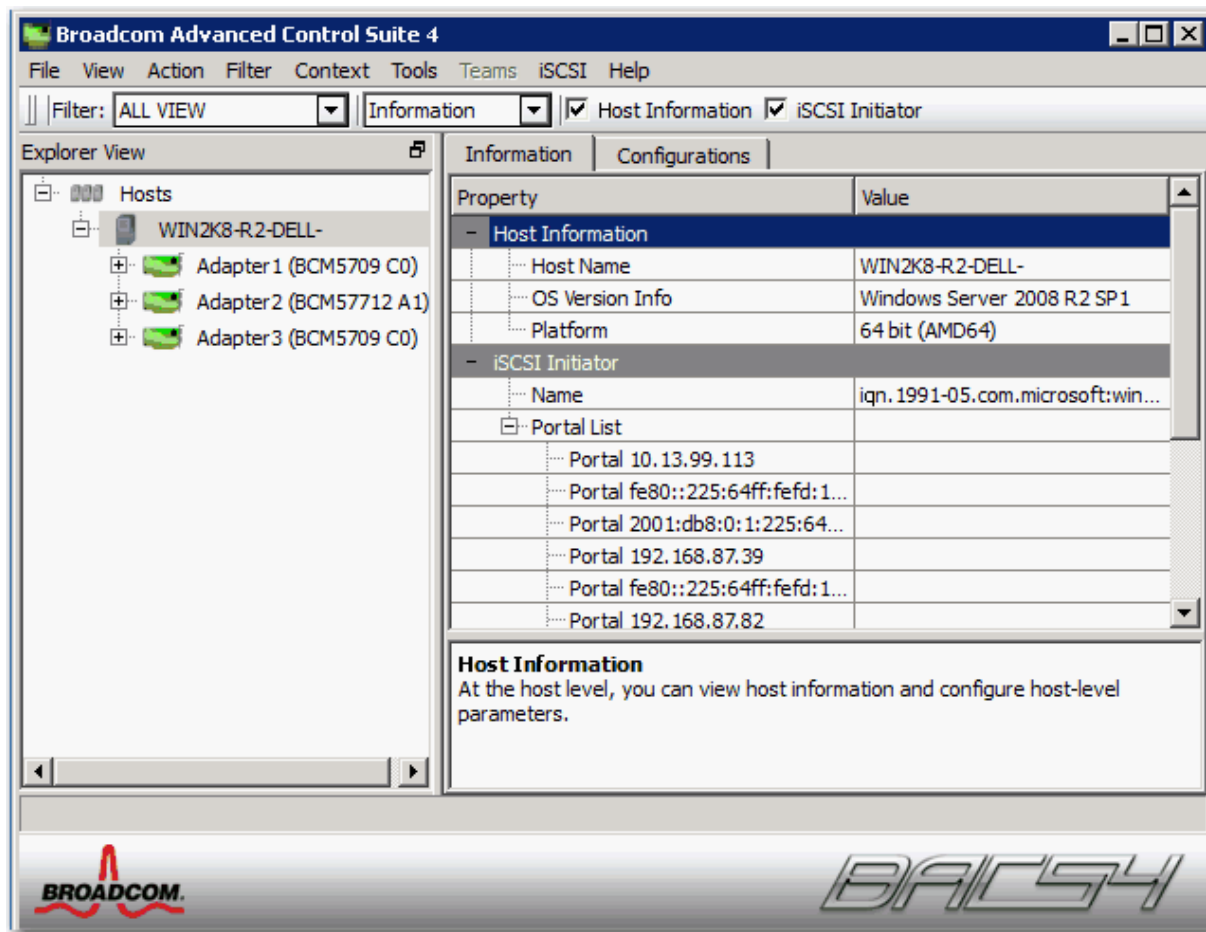 Broadcom Advanced Control Suite 4
File View Action Filter Context Tools Teams iSCSI Help
Filter: ALL VIEW Information Host Information iSCSI Initiator
Explorer View
Hosts
WIN2K8-R2-DELL-
Adapter1 (BCM5709 C0)
Adapter2 (BCM57712 A1)
Adapter3 (BCM5709 C0)
Information Configurations
Property Value
Host Information
Host Name WIN2K8-R2-DELL-
OS Version Info Windows Server 2008 R2 SP1
Platform 64 bit (AMD64)
iSCSI Initiator
Name iqn.1991-05.com.microsoft:win...
Portal List
Portal 10.13.99.113
Portal fe80::225:64ff:fefd:1...
Portal 2001:db8:0:1:225:64...
Portal 192.168.87.39
Portal fe80::225:64ff:fefd:1...
Portal 192.168.87.82
Host Information
At the host level, you can view host information and configure host-level
parameters.
BROADCOM.
BACS4